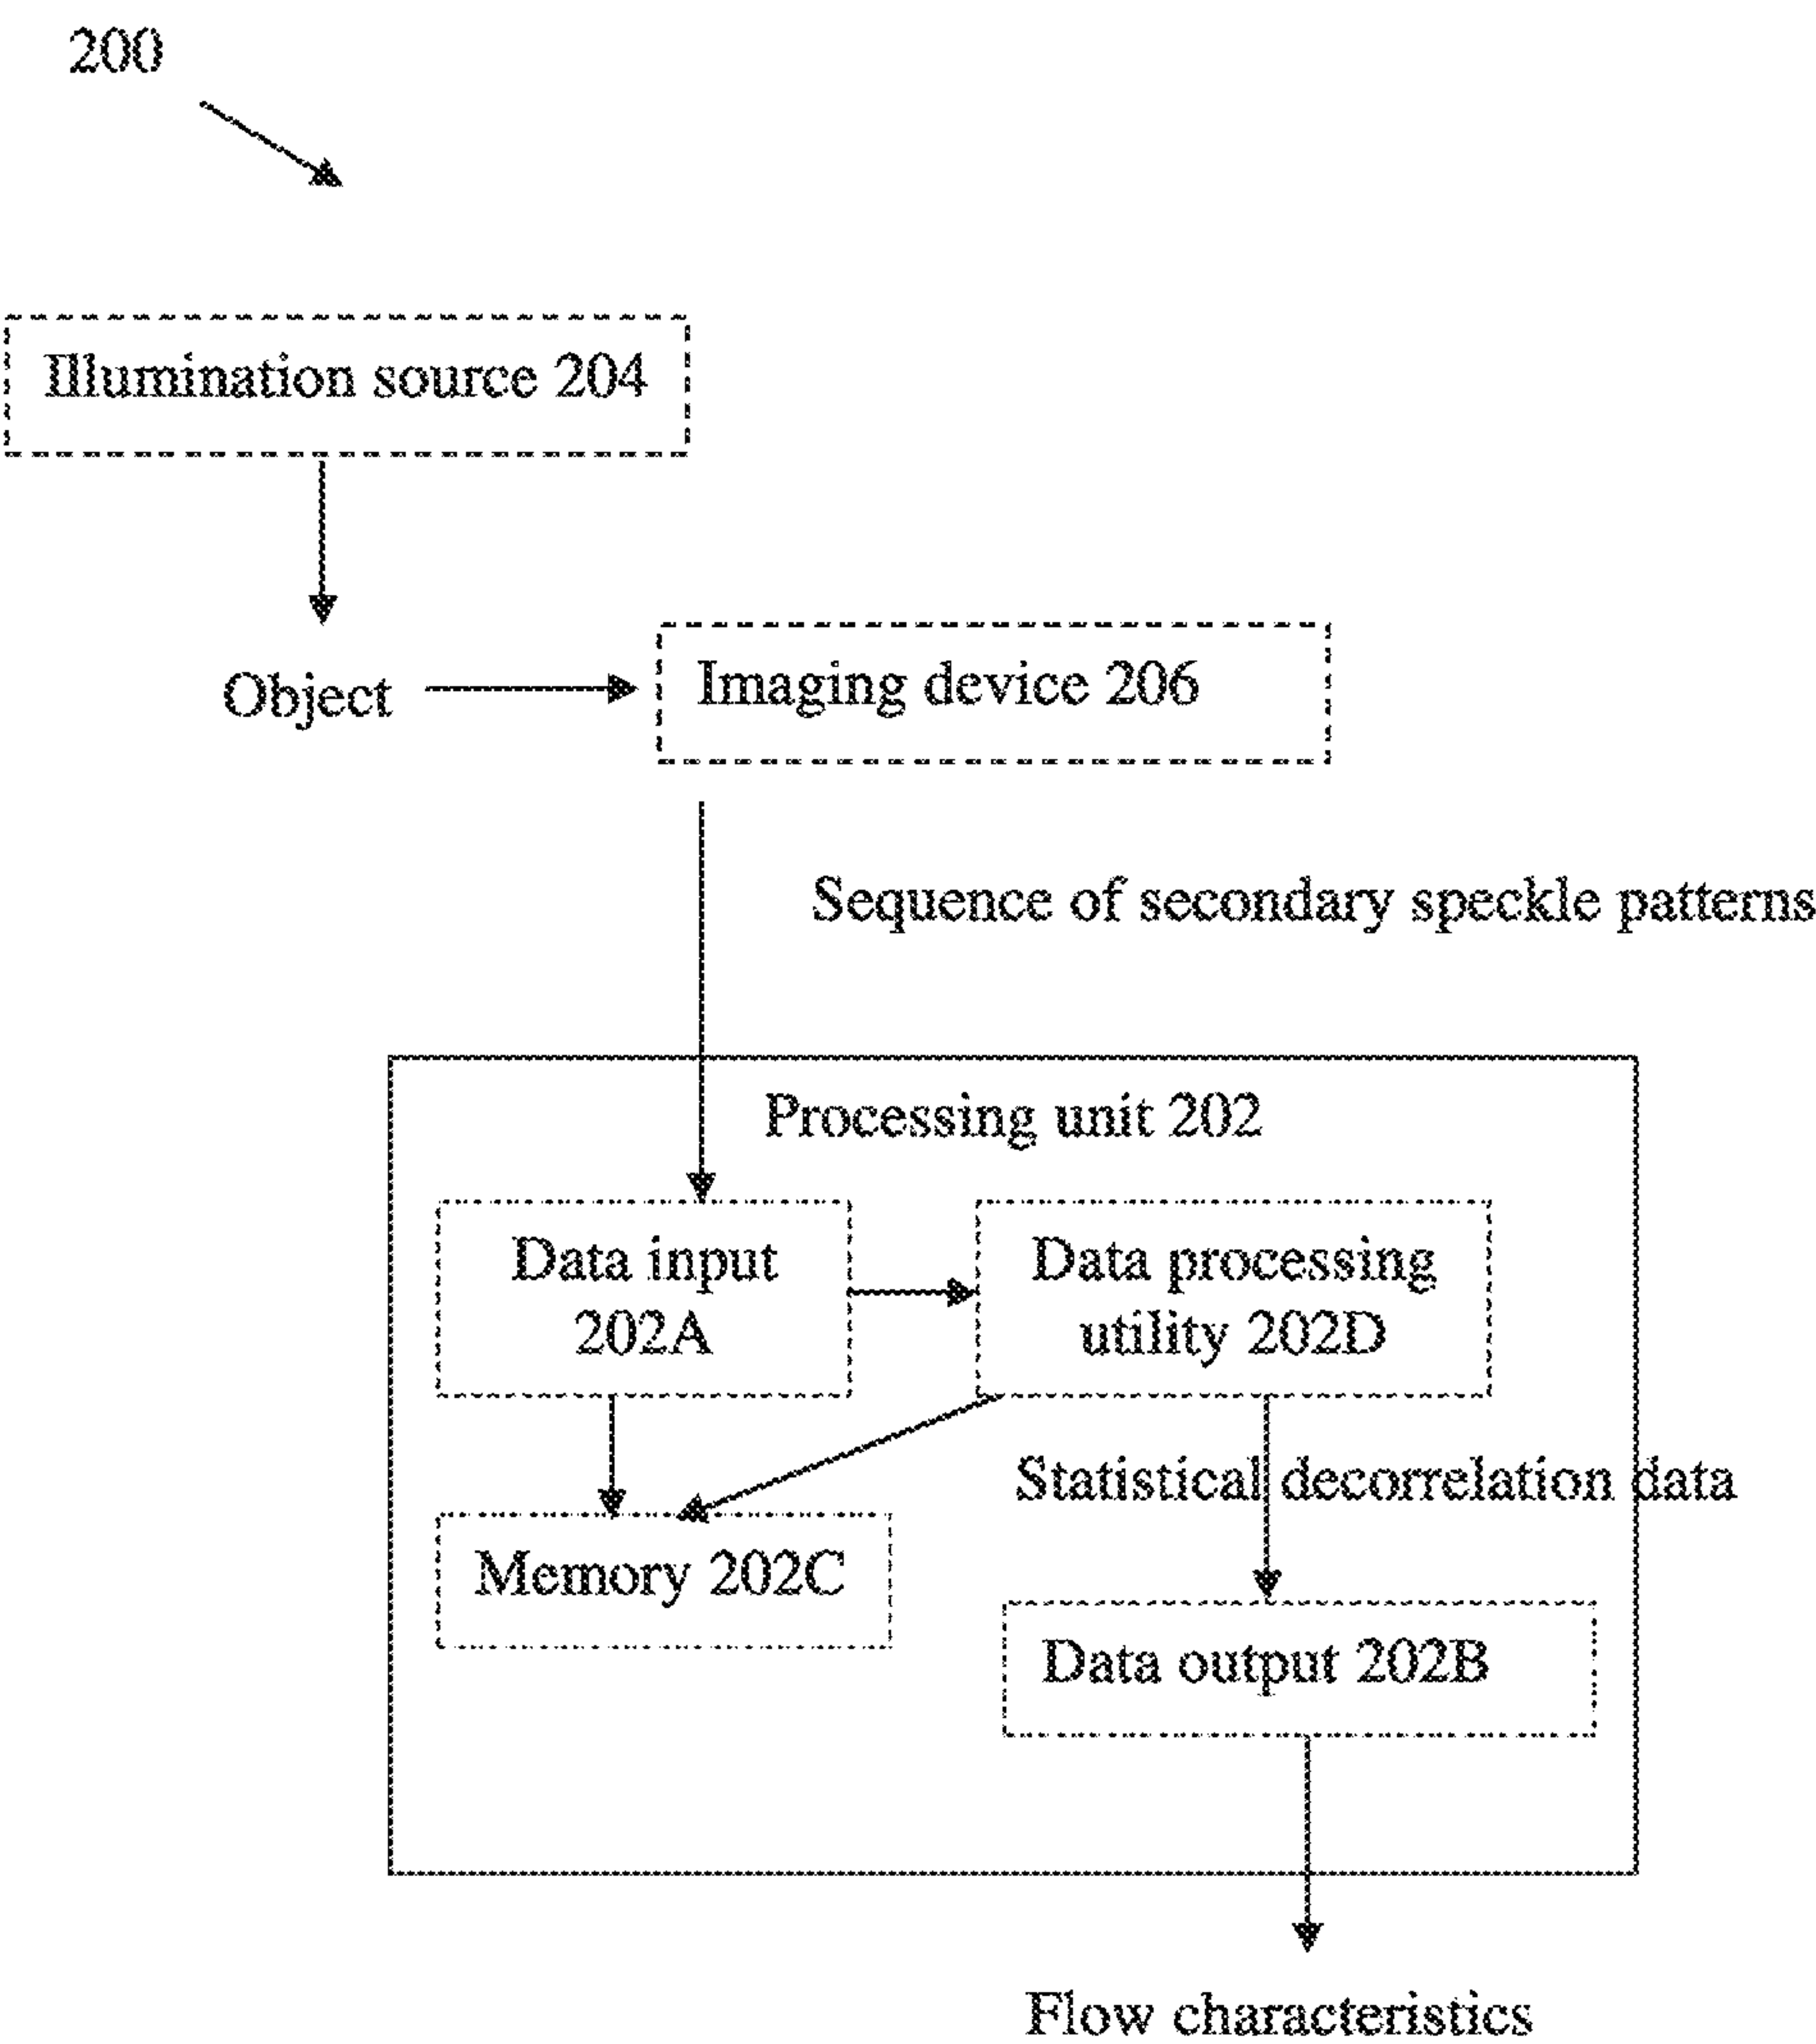 200
Illumination source 204
Object
Imaging device 206
Sequence of secondary speckle patterns
Processing unit 202
Data input
202A
Data processing
utility 202D
Statistical decorrelation data
Memory 202C
Data output 202B
Flow characteristics